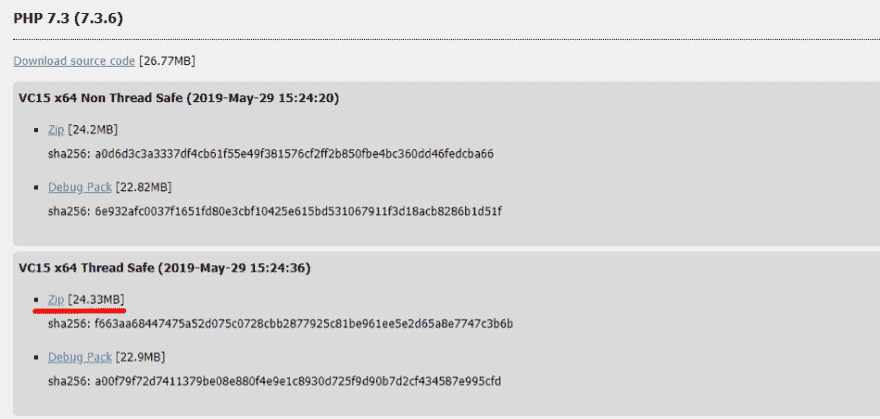 PHP 7.3 (7.3.6)
Download source code [26.77MB]
VC15 x64 Non Thread Safe (2019-May-29 15:24:20)
Zip [24.2MB]
sha256: a0d6d3c3a3337df4cb61f55e49f381576cf2ff2b850fbe4bc360dd46fedcba66
Debug Pack [22.82MB]
sha256: 6e932afc0037f1651fd80e3cbf10425e615bd531067911f3d18acb8286b1d51f
VC15 x64 Thread Safe (2019-May-29 15:24:36)
Zip [24.33MB]
sha256: f663aa68447475a52d075c0728cbb2877925c81be961ee5e2d65a8e7747c3b6b
Debug Pack [22.9MB]
sha256: a00f79f72d7411379be08e880f4e9e1c8930d725f9d90b7d2cf434587e995cfd